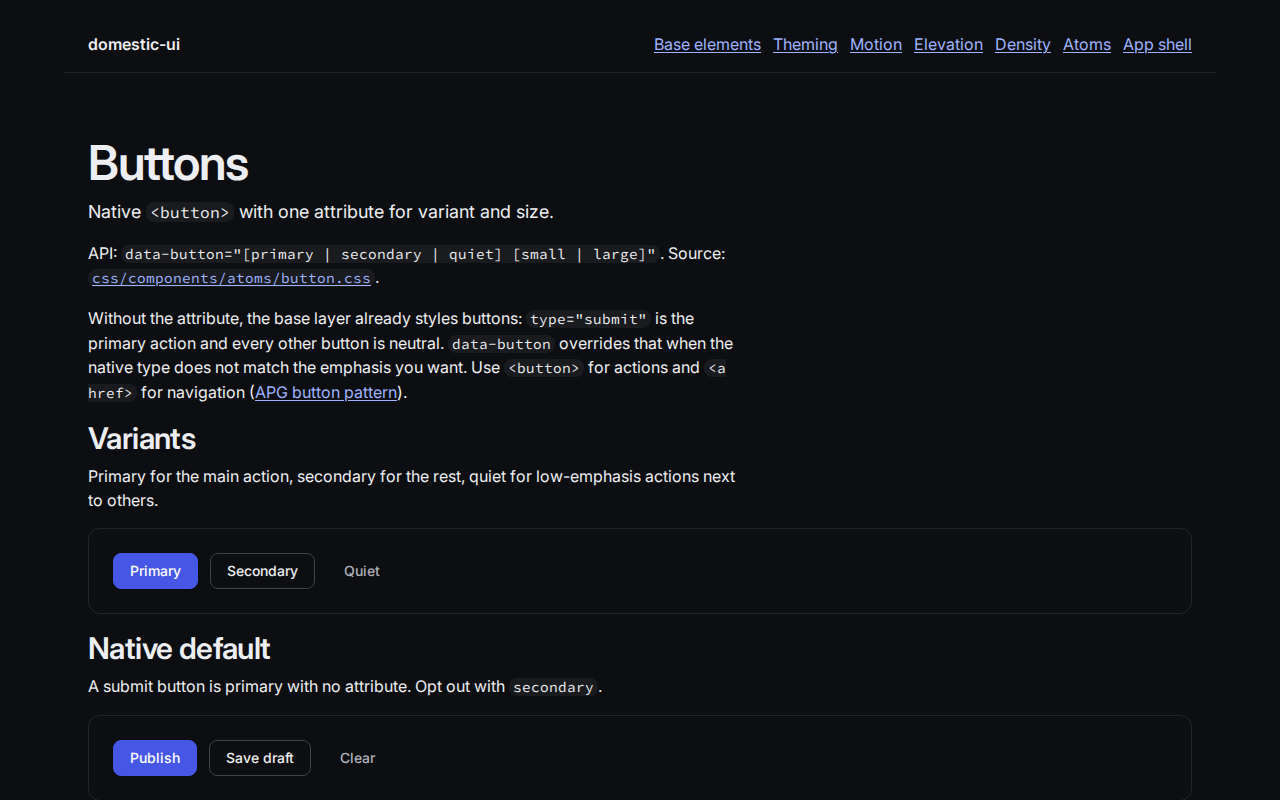 domestic-ui
Base elements Theming Motion Elevation Density Atoms App shell
Buttons
Native <button> with one attribute for variant and size.
API: data-button="[primary | secondary | quiet] [small | large]". Source:
css/components/atoms/button.css.
Without the attribute, the base layer already styles buttons: type="submit" is the
primary action and every other button is neutral. data-button overrides that when the
native type does not match the emphasis you want. Use <button> for actions and <a
href> for navigation (APG button pattern).
Variants
Primary for the main action, secondary for the rest, quiet for low-emphasis actions next
to others.
Primary Secondary Quiet
Native default
A submit button is primary with no attribute. Opt out with secondary.
Publish Save draft Clear